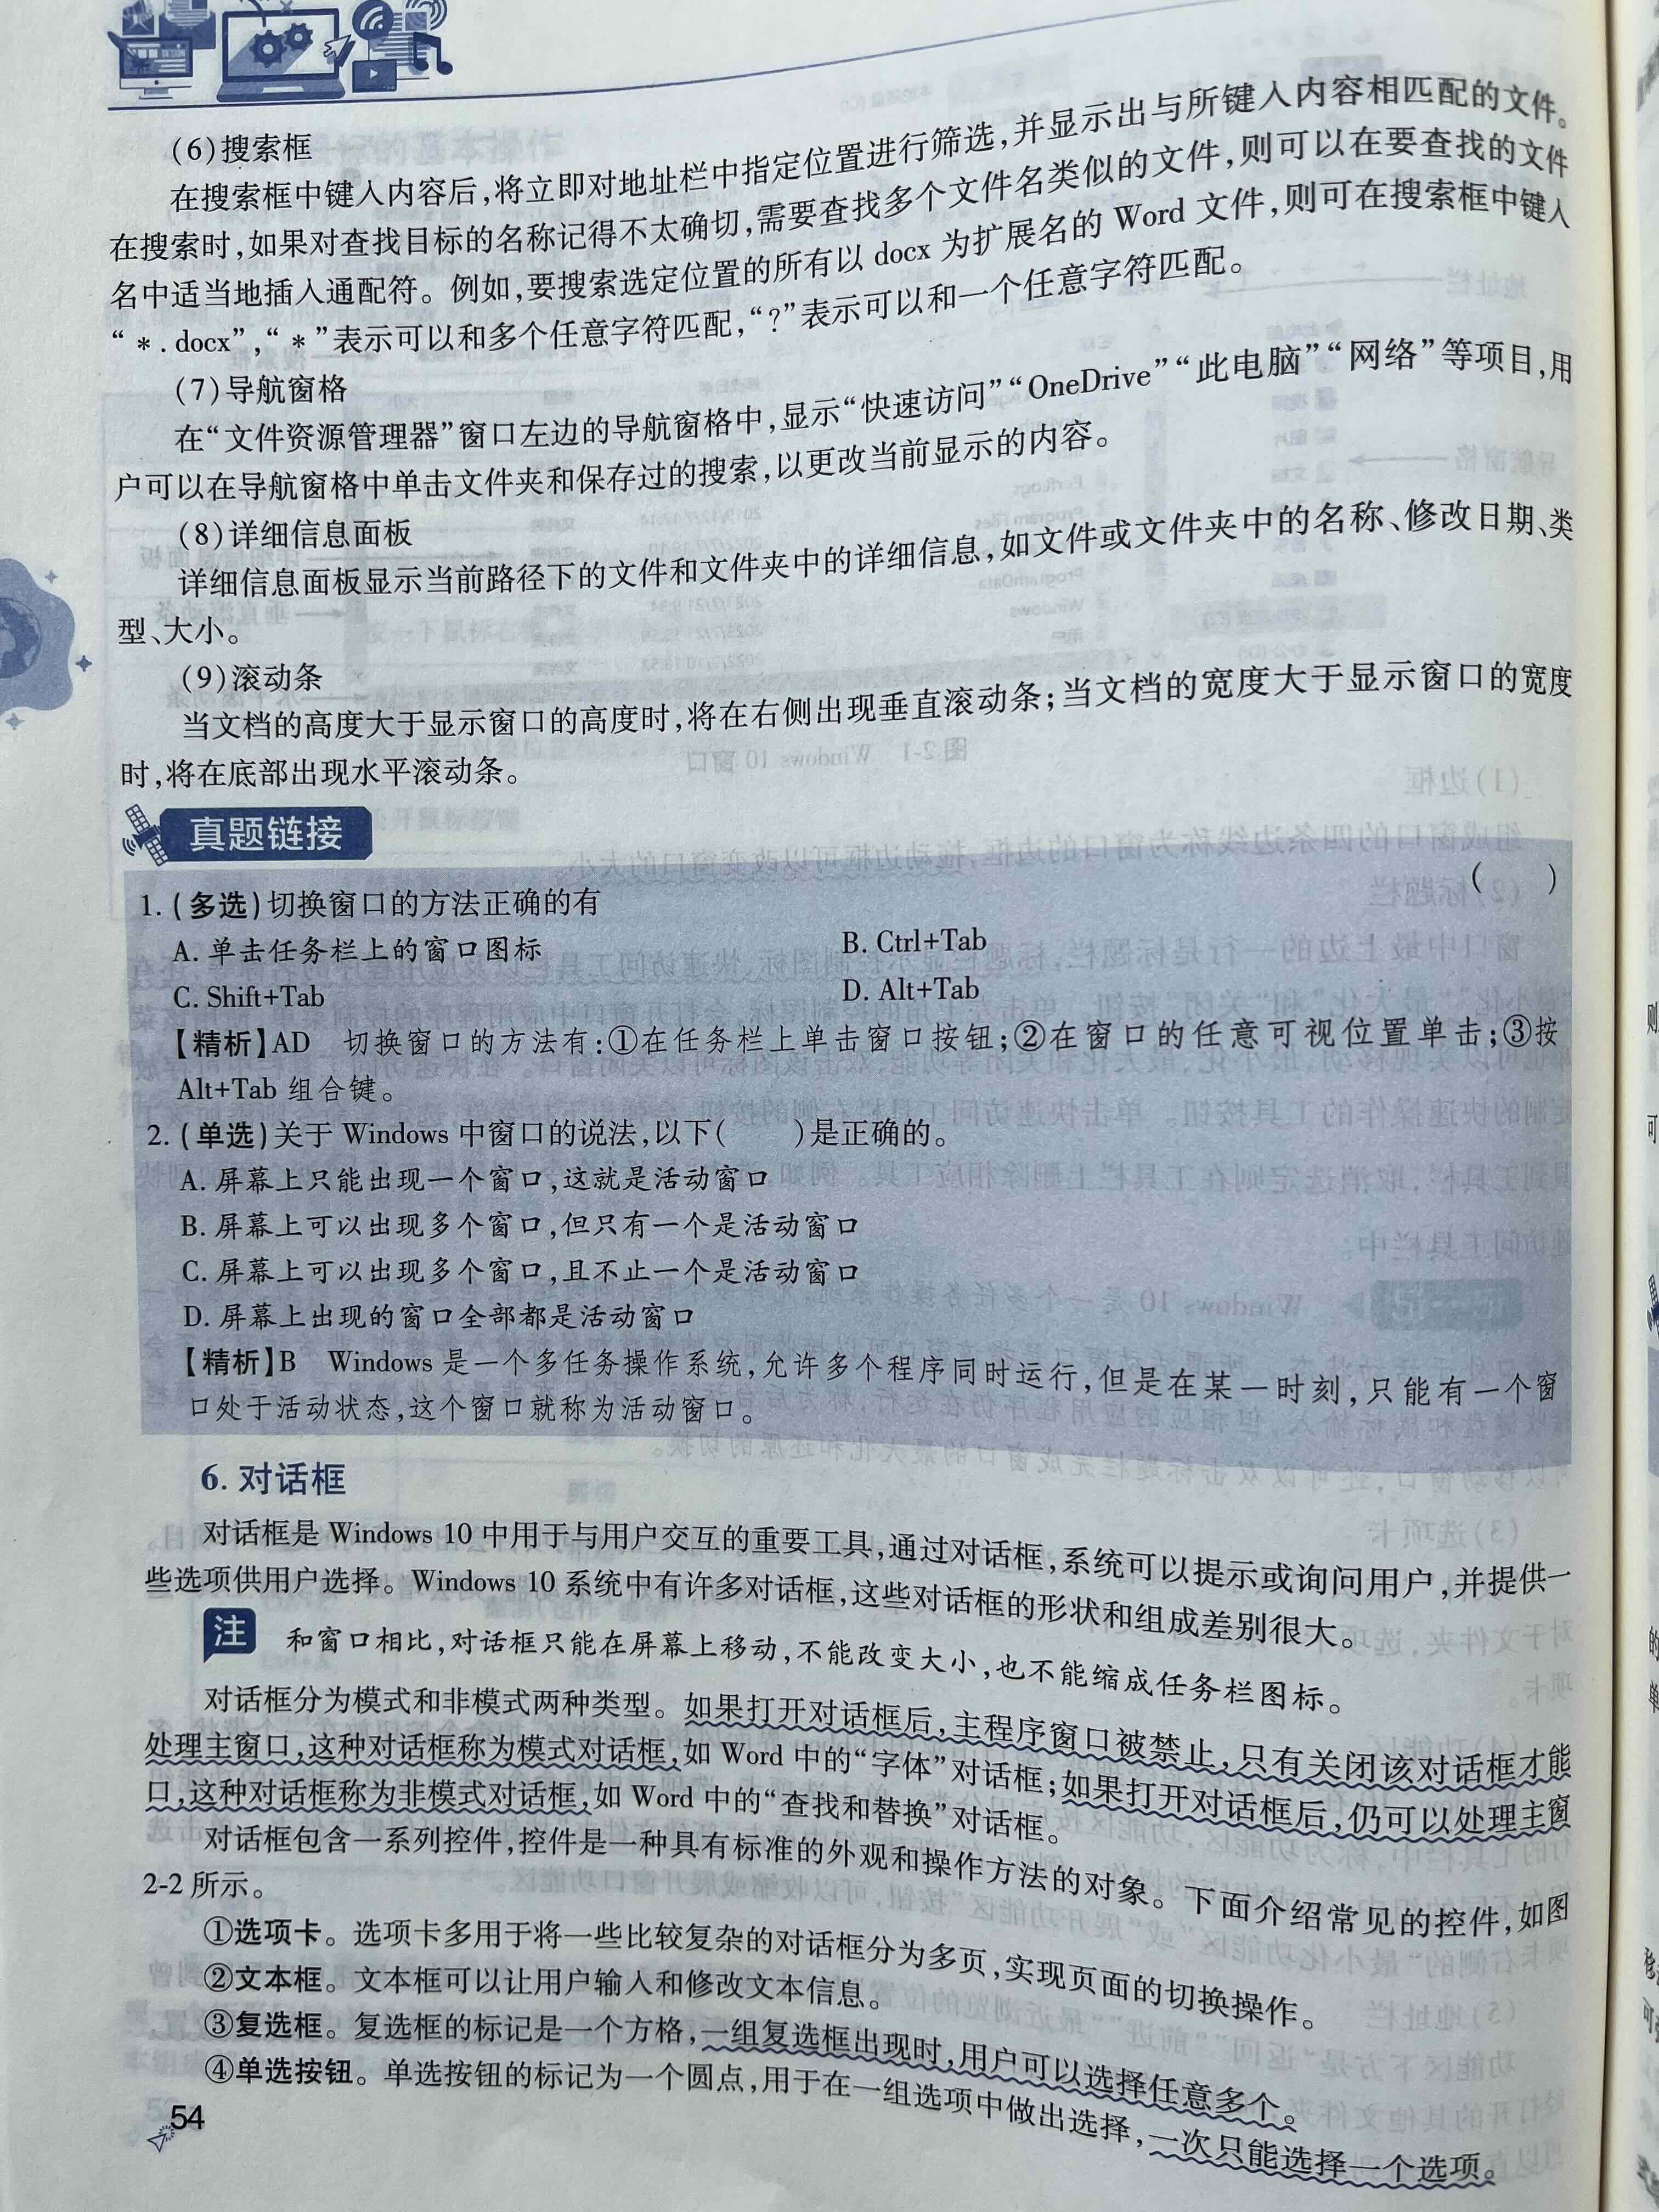 (6)搜索框
在搜索框中键入内容后,将立即对地址栏中指定位置进行筛选,并显示出与所键入内容相匹配的文件。
在搜索时,如果对查找目标的名称记得不太确切,需要查找多个文件名类似的文件,则可以在要查找的文件
名中适当地插入通配符。例如,要搜索选定位置的所有以 docx 为扩展名的 Word 文件,则可在搜索框中键入
“*.docx”,“*”表示可以和多个任意字符匹配,“?”表示可以和一个任意字符匹配。
(7)导航窗格
在“文件资源管理器”窗口左边的导航窗格中,显示“快速访问”“OneDrive”“此电脑”“网络”等项目,用
户可以在导航窗格中单击文件夹和保存过的搜索,以更改当前显示的内容。
(8)详细信息面板
详细信息面板显示当前路径下的文件和文件夹中的详细信息,如文件或文件夹中的名称、修改日期、类
型、大小。
(9)滚动条
当文档的高度大于显示窗口的高度时,将在右侧出现垂直滚动条;当文档的宽度大于显示窗口的宽度
时,将在底部出现水平滚动条。
真题链接
1. (多选)切换窗口的方法正确的有 ( )
A. 单击任务栏上的窗口图标 B. Ctrl+Tab
C. Shift+Tab D. Alt+Tab
【精析】AD 切换窗口的方法有:①在任务栏上单击窗口按钮;②在窗口的任意可视位置单击;③按
Alt+Tab 组合键。
2. (单选)关于 Windows 中窗口的说法,以下( )是正确的。
A. 屏幕上只能出现一个窗口,这就是活动窗口
B. 屏幕上可以出现多个窗口,但只有一个是活动窗口
C. 屏幕上可以出现多个窗口,且不止一个是活动窗口
D. 屏幕上出现的窗口全部都是活动窗口
【精析】B Windows 是一个多任务操作系统,允许多个程序同时运行,但是在某一时刻,只能有一个窗
口处于活动状态,这个窗口就称为活动窗口。
6. 对话框
对话框是 Windows 10 中用于与用户交互的重要工具,通过对话框,系统可以提示或询问用户,并提供一
些选项供用户选择。Windows 10 系统中有许多对话框,这些对话框的形状和组成差别很大。
注 和窗口相比,对话框只能在屏幕上移动,不能改变大小,也不能缩成任务栏图标。
对话框分为模式和非模式两种类型。如果打开对话框后,主程序窗口被禁止,只有关闭该对话框才能
处理主窗口,这种对话框称为模式对话框,如 Word 中的“字体”对话框;如果打开对话框后,仍可以处理主窗
口,这种对话框称为非模式对话框,如 Word 中的“查找和替换”对话框。
对话框包含一系列控件,控件是一种具有标准的外观和操作方法的对象。下面介绍常见的控件,如图
2-2 所示。
①选项卡。选项卡多用于将一些比较复杂的对话框分为多页,实现页面的切换操作。
②文本框。文本框可以让用户输入和修改文本信息。
③复选框。复选框的标记是一个方格,一组复选框出现时,用户可以选择任意多个。
④单选按钮。单选按钮的标记为一个圆点,用于在一组选项中做出选择,一次只能选择一个选项。
54